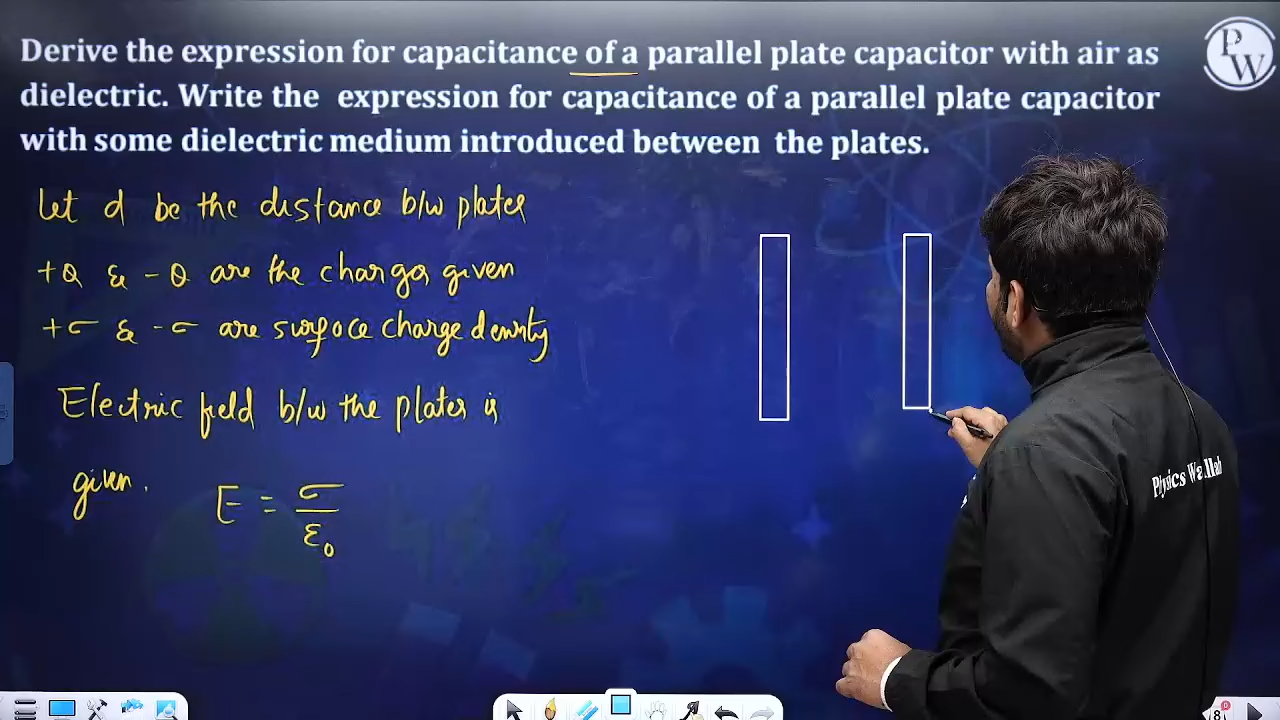 Derive the expression for capacitance of a parallel plate capacitor with air as
dielectric. Write the expression for capacitance of a parallel plate capacitor
with some dielectric medium introduced between the plates.
PW
Let d be the distance b/w plates
+Q & -Q are the charges given
+σ & -σ are surface charge density
Electric field b/w the plates is
given.
E = σ/ε₀
Physics Wallah